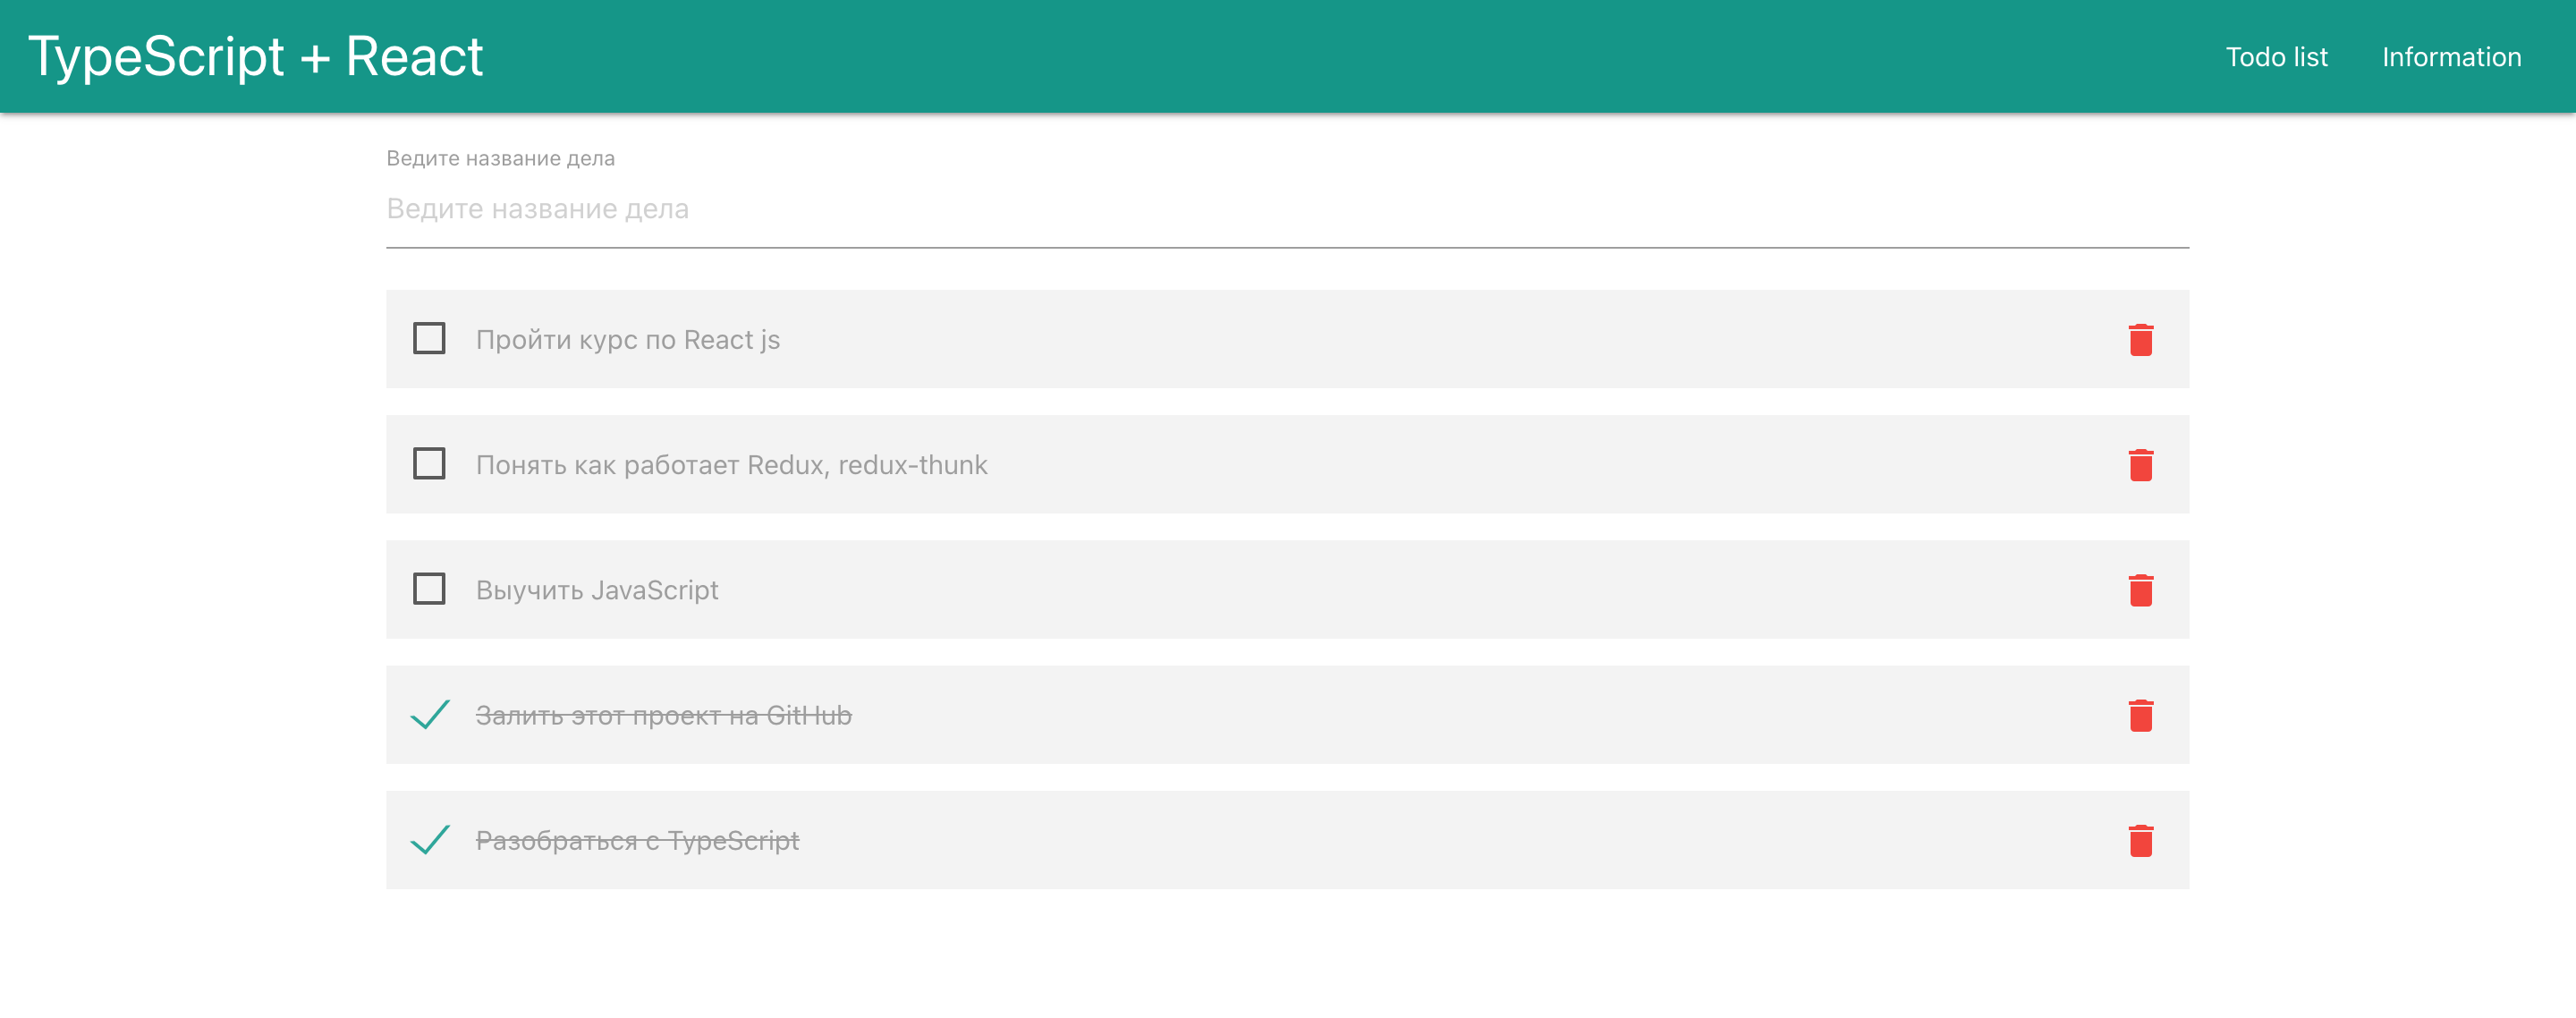 TypeScript + React
Todo list
Information
Ведите название дела
Ведите название дела
Пройти курс по React js
Понять как работает Redux, redux-thunk
Выучить JavaScript
Залить этот проект на GitHub
Разобраться с TypeScript